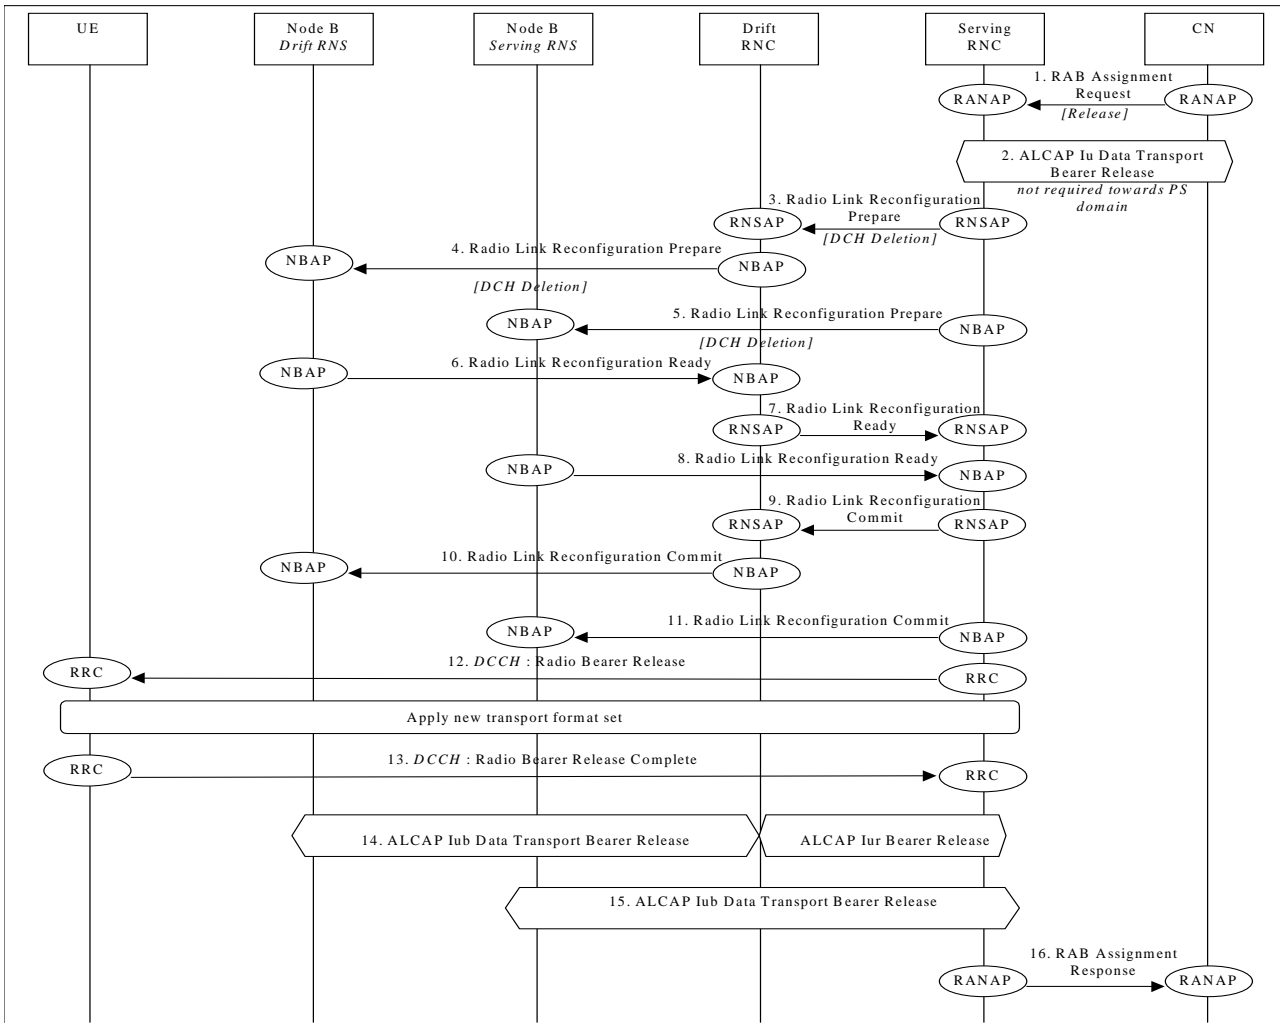 UE
Node B
Drift RNS
Node B
Serving RNS
Drift
RNC
Serving
RNC
CN
1. RAB Assignment
Request
RANAP
RANAP
[Release]
2. ALCAP Iu Data Transport
Bearer Release
not required towards PS
domain
3. Radio Link Reconfiguration
Prepare
RNSAP
RNSAP
[DCH Deletion]
4. Radio Link Reconfiguration Prepare
NBAP
NBAP
[DCH Deletion]
5. Radio Link Reconfiguration Prepare
NBAP
NBAP
[DCH Deletion]
6. Radio Link Reconfiguration Ready
NBAP
NBAP
7. Radio Link Reconfiguration
Ready
RNSAP
RNSAP
8. Radio Link Reconfiguration Ready
NBAP
NBAP
9. Radio Link Reconfiguration
Commit
RNSAP
RNSAP
10. Radio Link Reconfiguration Commit
NBAP
NBAP
11. Radio Link Reconfiguration Commit
NBAP
NBAP
12. DCCH : Radio Bearer Release
RRC
RRC
Apply new transport format set
13. DCCH : Radio Bearer Release Complete
RRC
RRC
14. ALCAP Iub Data Transport Bearer Release
ALCAP Iur Bearer Release
15. ALCAP Iub Data Transport Bearer Release
16. RAB Assignment
Response
RANAP
RANAP